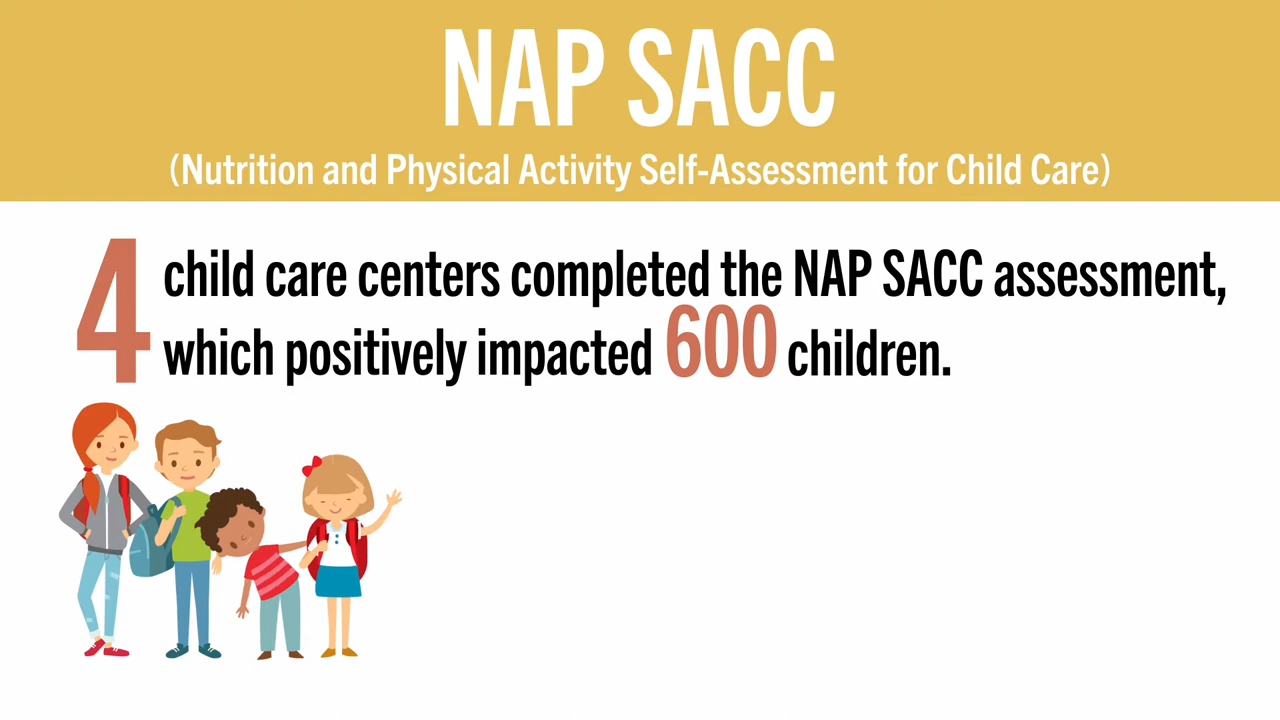 NAP SACC
(Nutrition and Physical Activity Self-Assessment for Child Care)
4 child care centers completed the NAP SACC assessment,
which positively impacted 600 children.